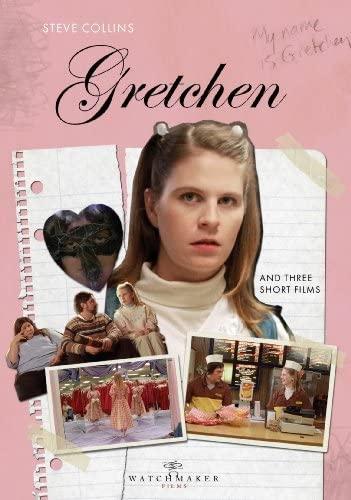 STEVE COLLINS
My name
is Gretchen
Gretchen
AND THREE
SHORT FILMS
WATCHMAKER
FILMS